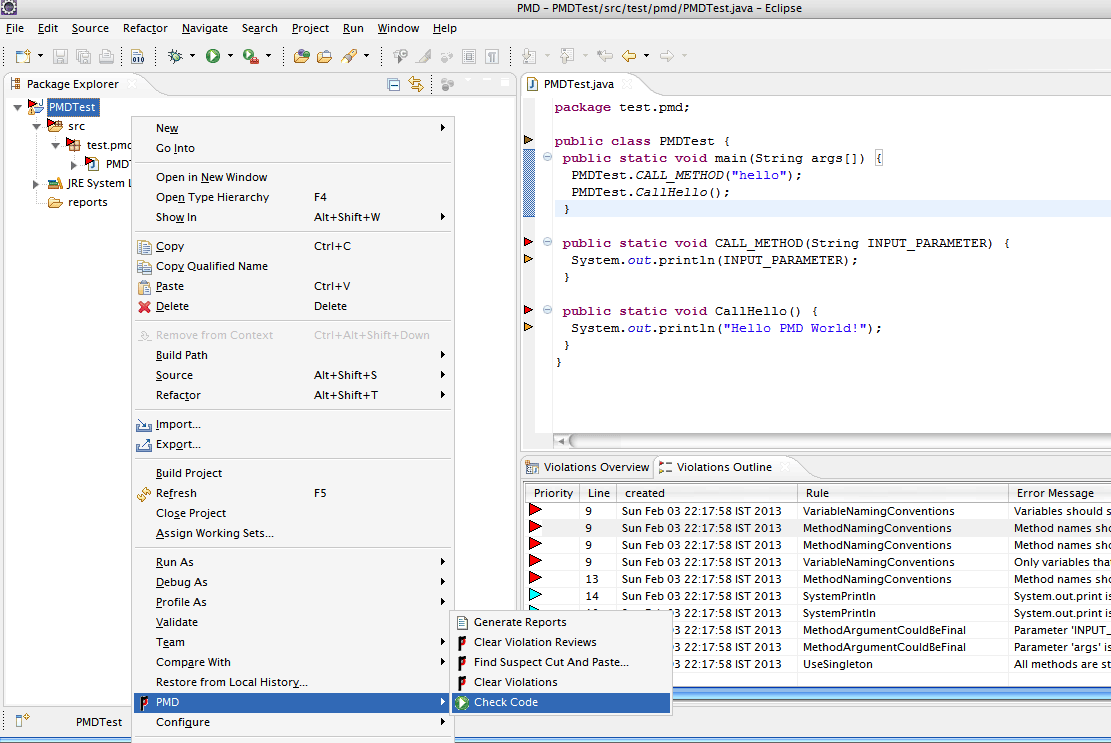 PMD - PMDTest/src/test/pmd/PMDTest.java - Eclipse
File Edit Source Refactor Navigate Search Project Run Window Help
Package Explorer
PMDTest
src
test.pmd
PMDT
JRE System L
reports
New
Go Into
Open in New Window
Open Type Hierarchy F4
Show In Alt+Shift+W
Copy Ctrl+C
Copy Qualified Name
Paste Ctrl+V
Delete Delete
Remove from Context Ctrl+Alt+Shift+Down
Build Path
Source Alt+Shift+S
Refactor Alt+Shift+T
Import...
Export...
Build Project
Refresh F5
Close Project
Assign Working Sets...
Run As
Debug As
Profile As
Validate
Team
Compare With
Restore from Local History...
PMD
Configure
Generate Reports
Clear Violation Reviews
Find Suspect Cut And Paste...
Clear Violations
Check Code
PMDTest.java
package test.pmd;
public class PMDTest {
public static void main(String args[]) {
PMDTest.CALL_METHOD("hello");
PMDTest.CallHello();
}
public static void CALL_METHOD(String INPUT_PARAMETER) {
System.out.println(INPUT_PARAMETER);
}
public static void CallHello() {
System.out.println("Hello PMD World!");
}
}
Violations Overview Violations Outline
Priority Line created Rule Error Message
9 Sun Feb 03 22:17:58 IST 2013 VariableNamingConventions Variables should s
9 Sun Feb 03 22:17:58 IST 2013 MethodNamingConventions Method names sho
9 Sun Feb 03 22:17:58 IST 2013 MethodNamingConventions Method names sho
9 Sun Feb 03 22:17:58 IST 2013 VariableNamingConventions Only variables that
13 Sun Feb 03 22:17:58 IST 2013 MethodNamingConventions Method names sho
14 Sun Feb 03 22:17:58 IST 2013 SystemPrintln System.out.print is
Sun Feb 03 22:17:58 IST 2013 SystemPrintln System.out.print is
22:17:58 IST 2013 MethodArgumentCouldBeFinal Parameter 'INPUT_
22:17:58 IST 2013 MethodArgumentCouldBeFinal Parameter 'args' is
22:17:58 IST 2013 UseSingleton All methods are st
PMDTest